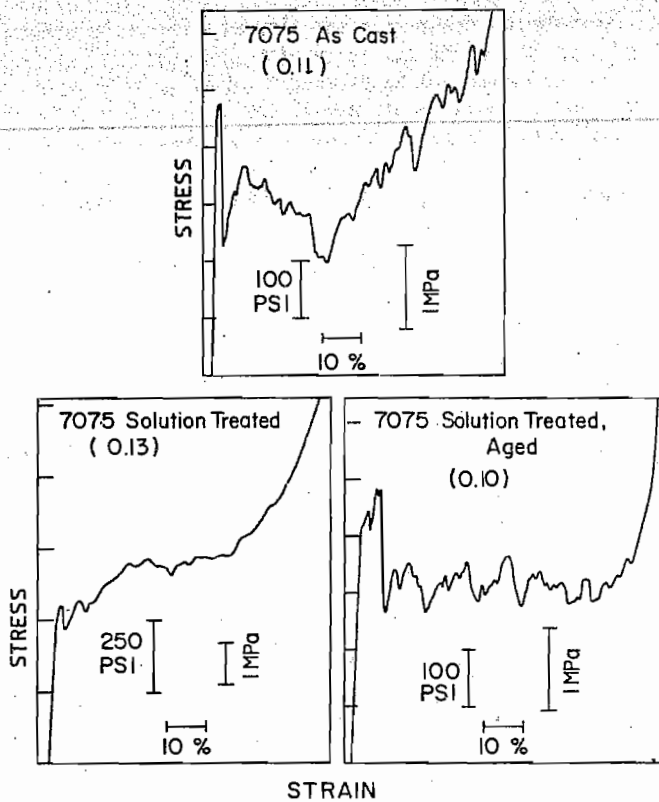 7075 As Cast
(0.11)
STRESS
100
PSI
1 MPa
10 %
7075 Solution Treated
(0.13)
STRESS
250
PSI
1 MPa
10 %
7075 Solution Treated,
Aged
(0.10)
100
PSI
1 MPa
10 %
STRAIN